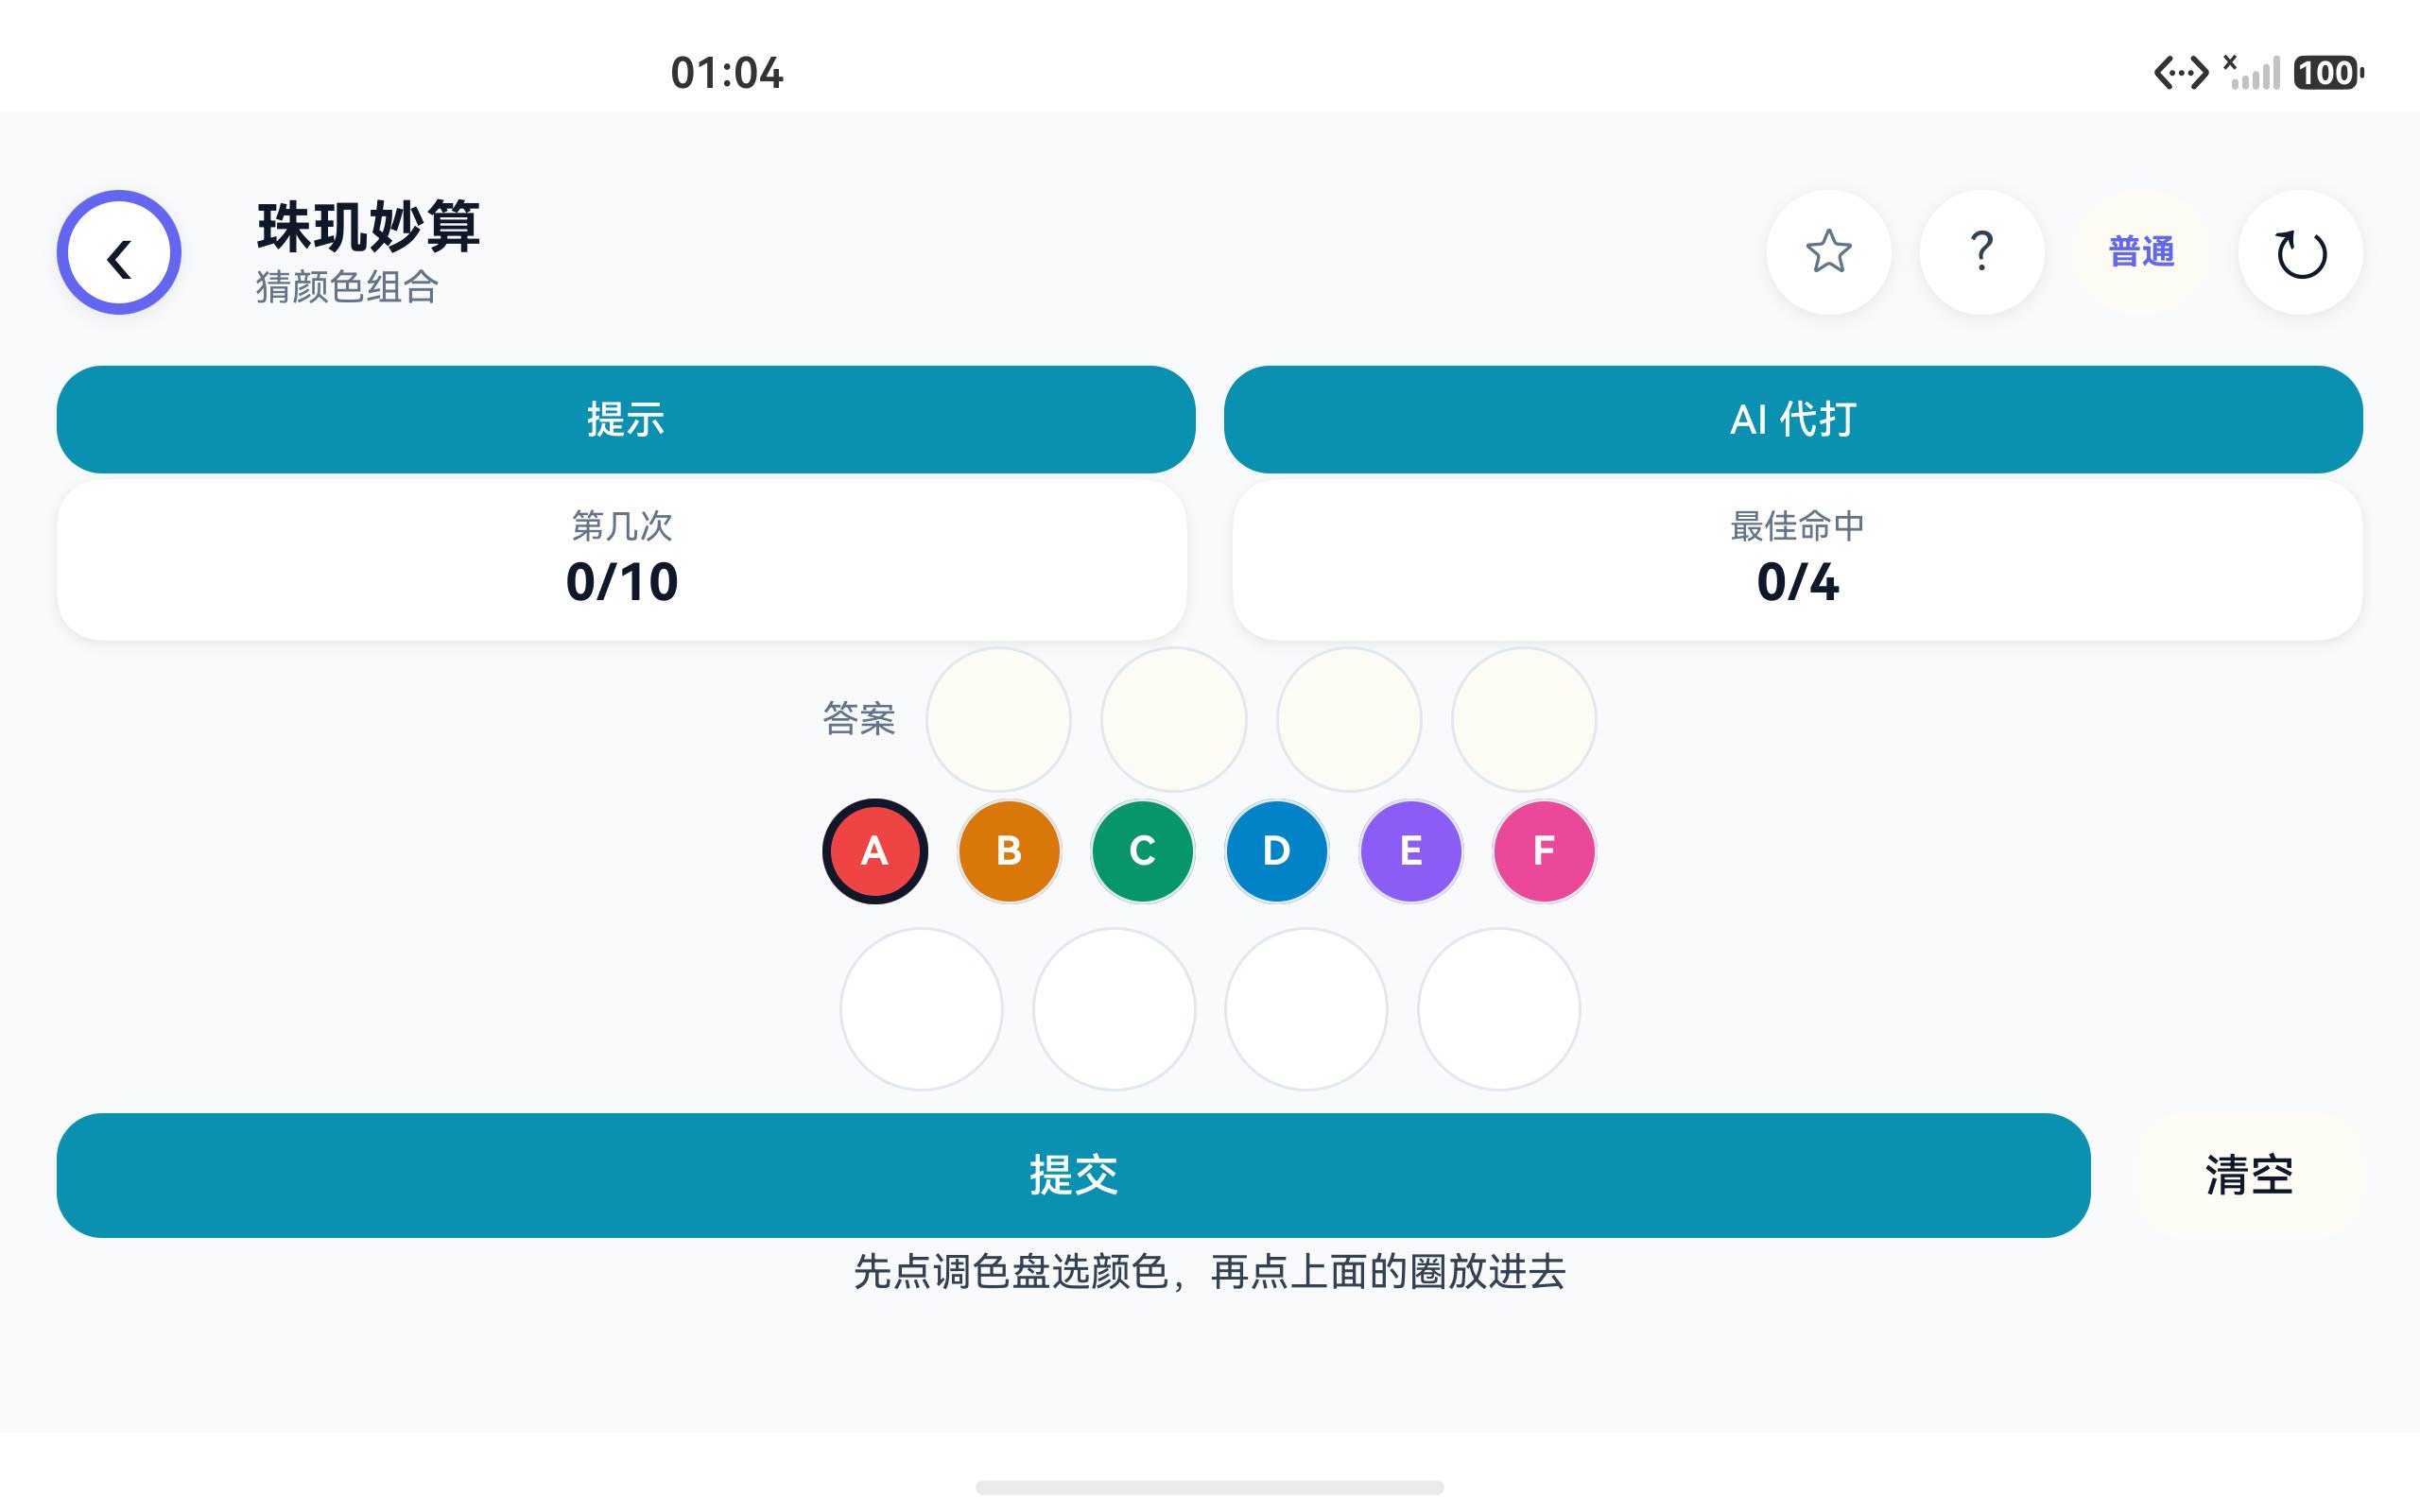 01:04
100
珠玑妙算
猜颜色组合
?
普通
提示
AI 代打
第几次
0/10
最佳命中
0/4
答案
A B C D E F
提交
清空
先点调色盘选颜色，再点上面的圈放进去